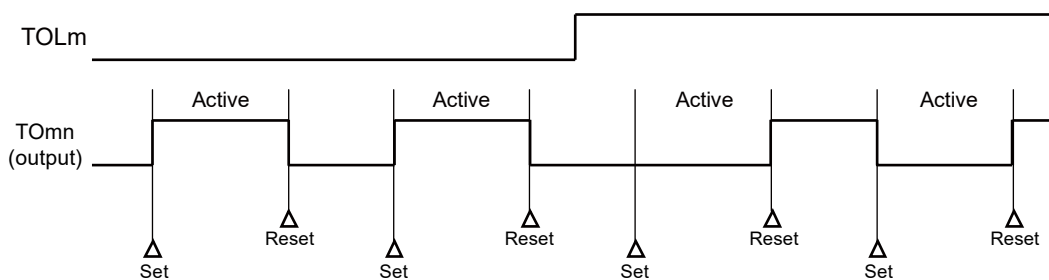 TOLm
Active Active Active Active
TOmn
(output)
Reset Reset Reset Reset
Set Set Set Set